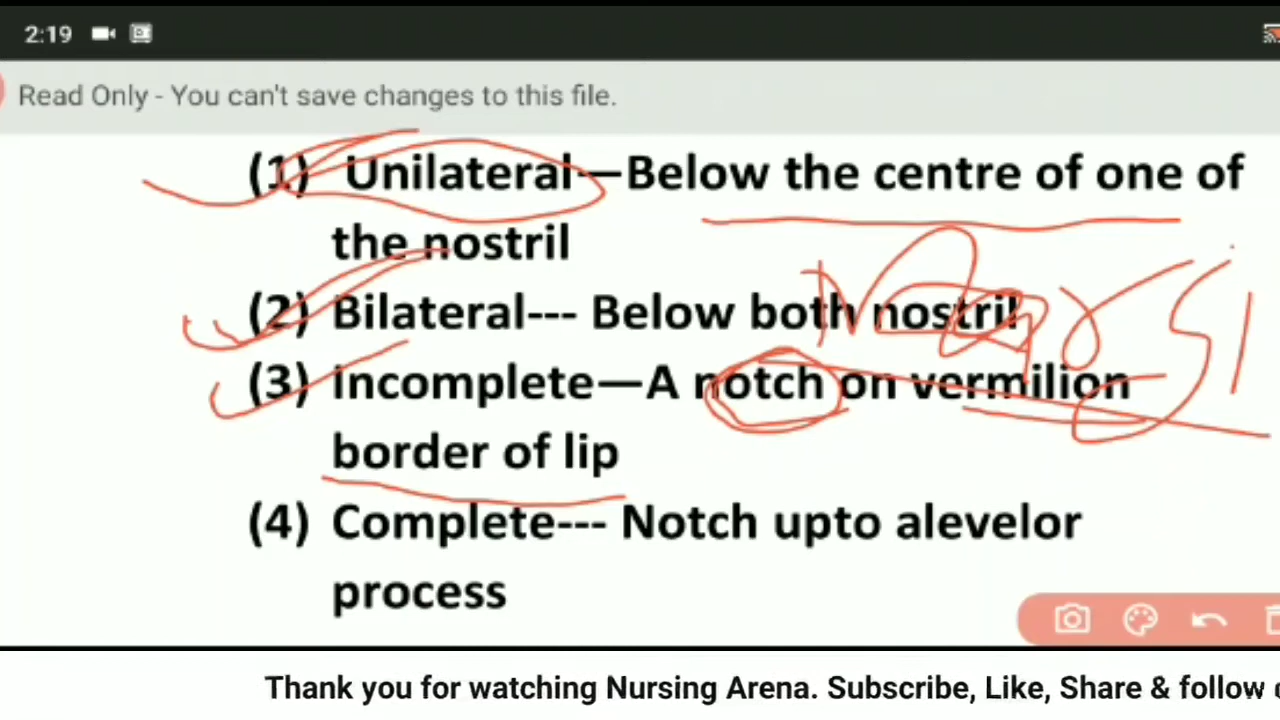 2:19
Read Only - You can't save changes to this file.
(1) Unilateral—Below the centre of one of
the nostril
(2) Bilateral--- Below both nostril
(3) Incomplete—A notch on vermilion
border of lip
(4) Complete--- Notch upto alevelor
process
Thank you for watching Nursing Arena. Subscribe, Like, Share & follow